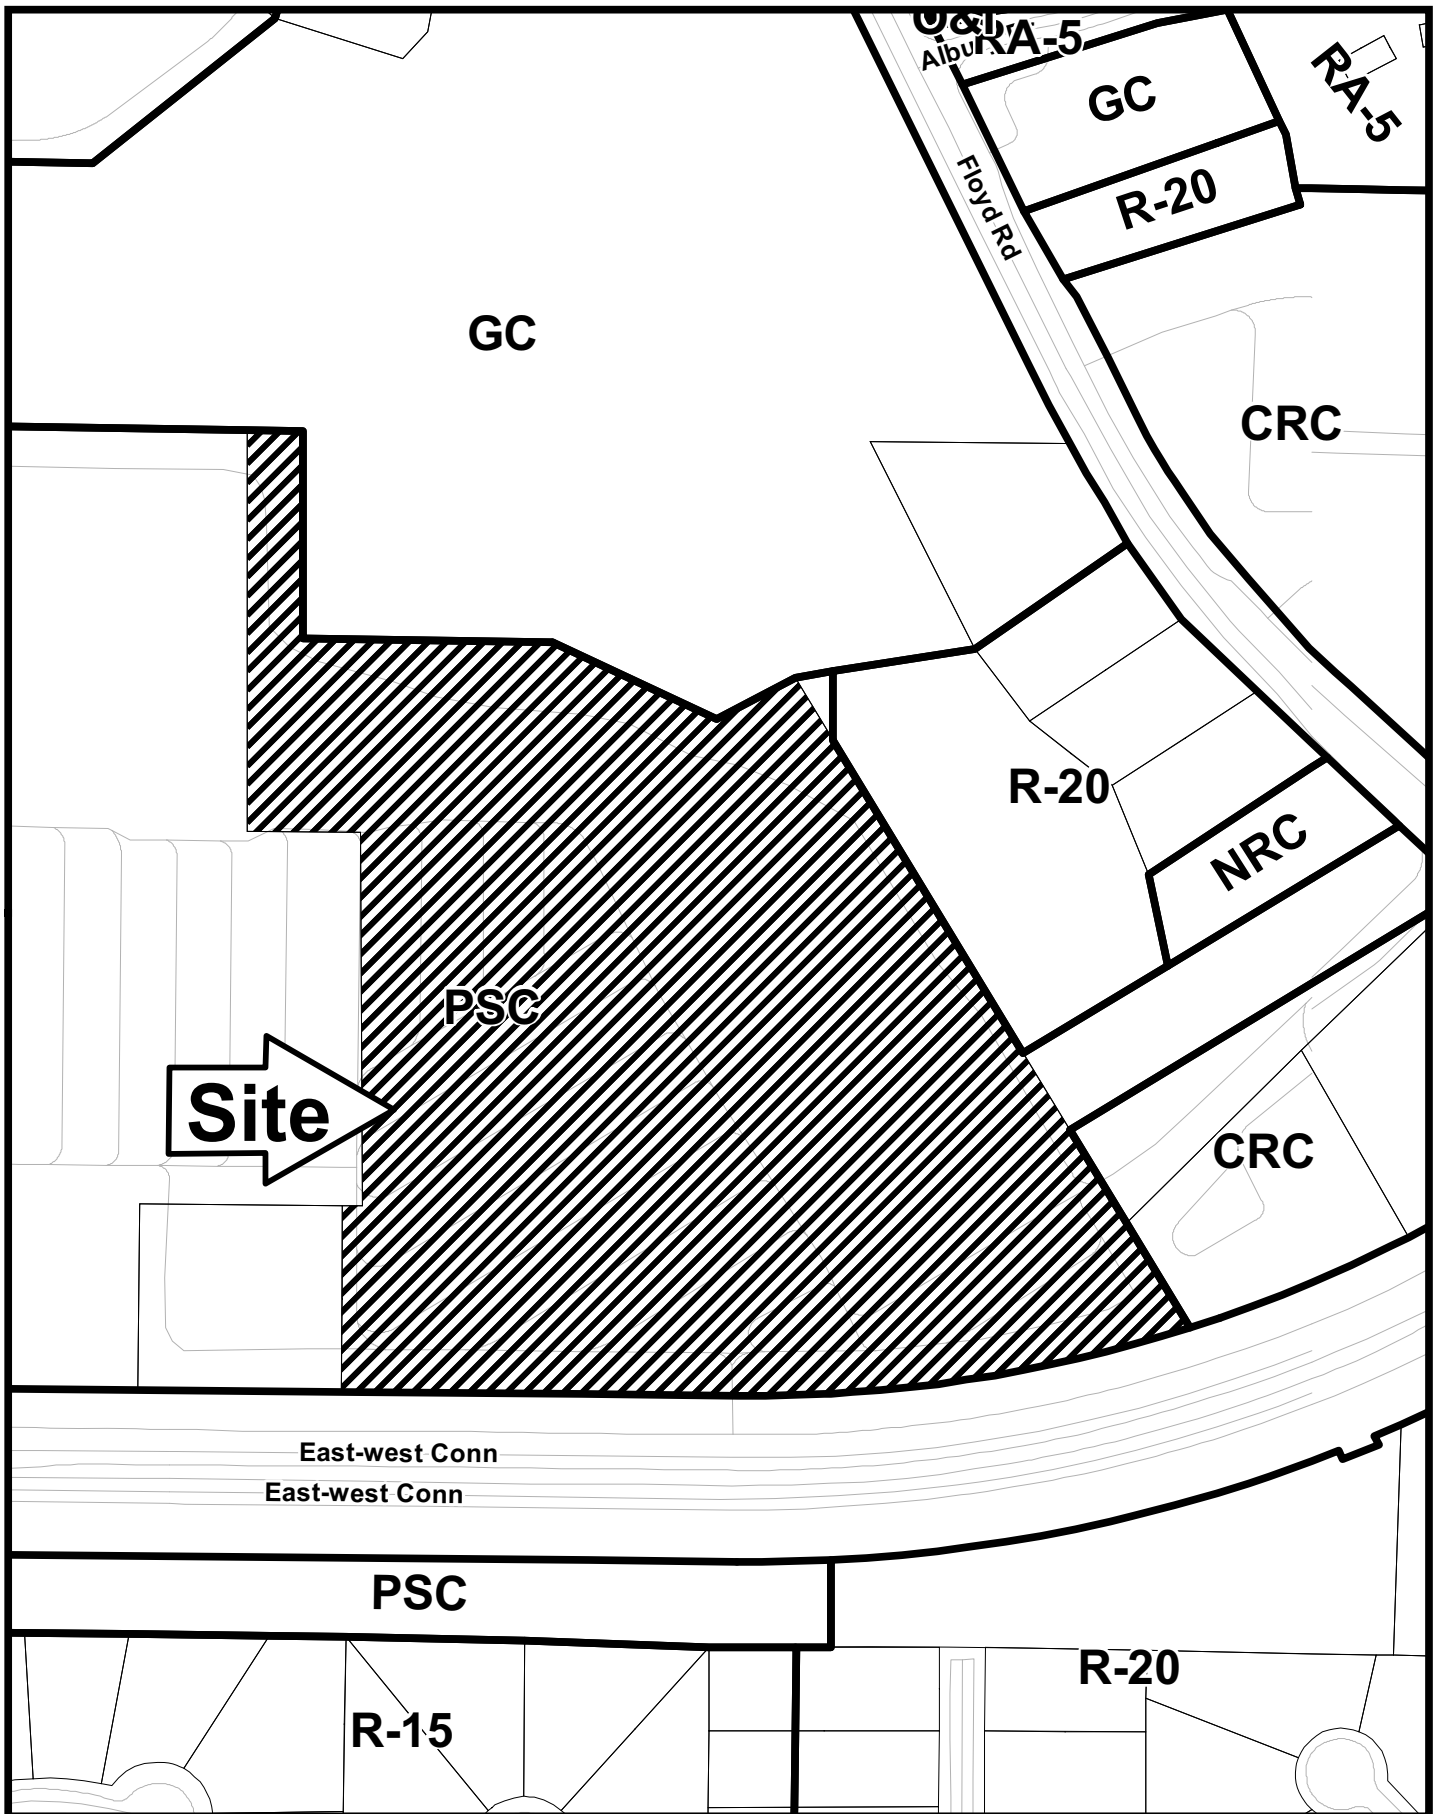 O&I
RA-5
GC
RA-5
Floyd Rd
R-20
GC
CRC
R-20
NRC
PSC
Site
CRC
East-west Conn
East-west Conn
PSC
R-20
R-15